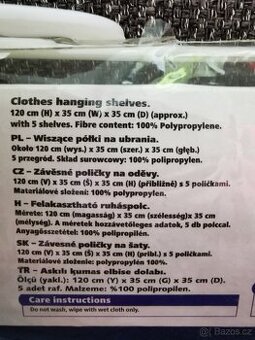 Clothes hanging shelves.
120 cm (H) x 35 cm (W) x 35 cm (D) (approx.)
with 5 shelves. Fibre content: 100% Polypropylene.
PL – Wiszące półki na ubrania.
Około 120 cm (wys.) x 35 cm (szer.) x 35 cm (głęb.)
5 przegród. Skład surowcowy: 100% polipropylen.
CZ – Závěsné poličky na oděvy.
120 cm (V) x 35 cm (Š) x 35 cm (H) (přibližně) s 5 poličkami.
Materiálové složení: 100% Polypropylen.
H – Felakasztható ruháspolc.
Mérete: 120 cm (magasság) x 35 cm (szélesség)x 35 cm
(mélység). A méretek hozzávetőleges adatok, 5 db polccal.
Anyagösszetétel: 100% polipropilén.
SK – Závesné poličky na šaty.
120 cm (V) x 35 cm (Š) x 35 cm (H) (pribl.) s 5 poličkami.
Materiálové zloženie: polypropylén 100%.
TR – Askılı kumaş elbise dolabı.
Ölçü (yakl.): 120 cm (Y) x 35 cm (G) x 35 cm (D).
5 adet raf. Malzeme: %100 polipropilen.
Care instructions
Do not wash, wipe with wet cloth only.
Bazoš.cz